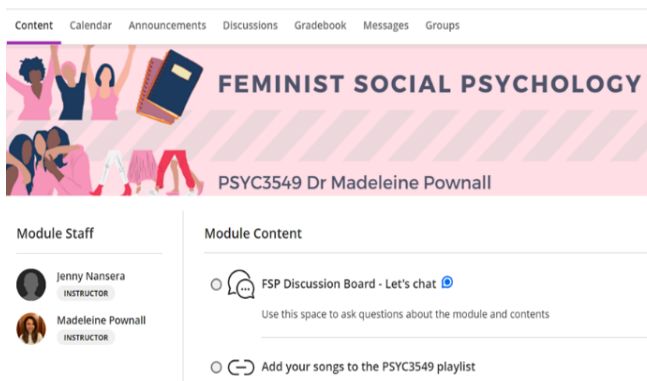 Content Calendar Announcements Discussions Gradebook Messages Groups
FEMINIST SOCIAL PSYCHOLOGY
PSYC3549 Dr Madeleine Pownall
Module Staff
Jenny Nansera
INSTRUCTOR
Madeleine Pownall
INSTRUCTOR
Module Content
FSP Discussion Board - Let's chat
Use this space to ask questions about the module and contents
Add your songs to the PSYC3549 playlist